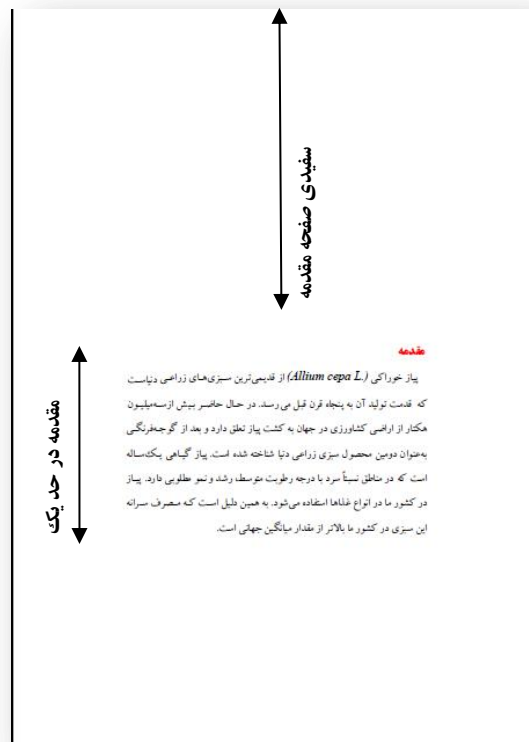 سفیدی صفحه مقدمه
مقدمه
پیاز خوراکی (Allium cepa L.) از قدیمی‌ترین سبزی‌های زراعی دنیاست
که قدمت تولید آن به پنجاه قرن قبل می‌رسد. در حال حاضر بیش ازسه‌میلیون
هکتار از اراضی کشاورزی در جهان به کشت پیاز تعلق دارد و بعد از گوجه‌فرنگی
به‌عنوان دومین محصول سبزی زراعی دنیا شناخته شده است. پیاز گیاهی یک‌ساله
است که در مناطق نسبتاً سرد با درجه رطوبت متوسط، رشد و نمو مطلوبی دارد. پیاز
در کشور ما در انواع غذاها استفاده می‌شود. به همین دلیل است که مصرف سرانه
این سبزی در کشور ما بالاتر از مقدار میانگین جهانی است.
مقدمه در حد یک